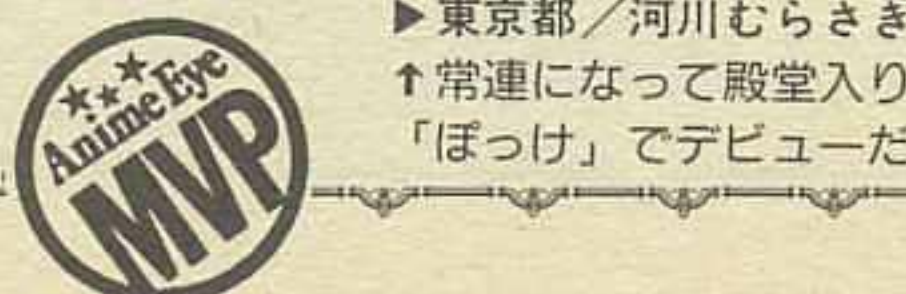 Anime Eye
MVP
▶東京都／河川むらさき
↑常連になって殿堂入り
「ぽっけ」でデビューだ